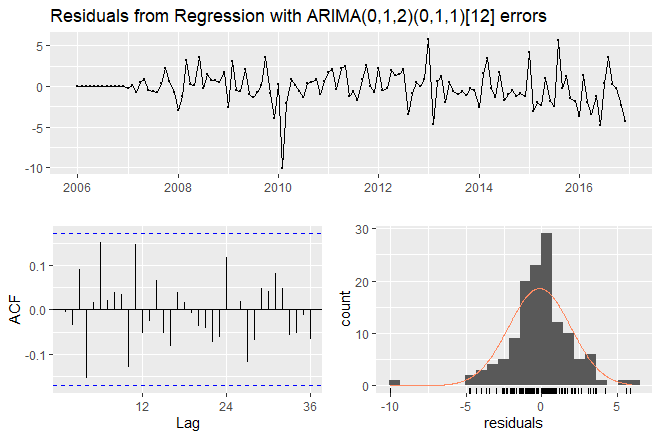 Residuals from Regression with ARIMA(0,1,2)(0,1,1)[12] errors
5
0
-5
-10
2006 2008 2010 2012 2014 2016
ACF
0.1
0.0
-0.1
12 24 36
Lag
count
30
20
10
0
-10 -5 0 5
residuals